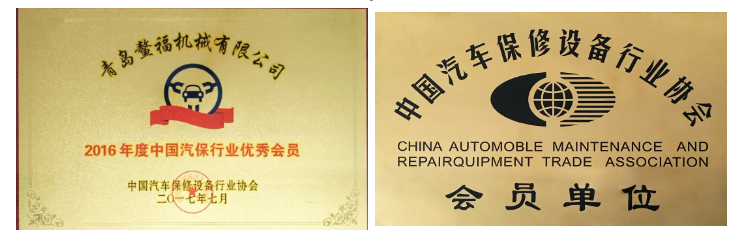 青岛鳌福机械有限公司
2016年度中国汽保行业优秀会员
中国汽车保修设备行业协会
二〇一七年七月
中国汽车保修设备行业协会
CHINA AUTOMOBLE MAINTENANCE AND
REPAIRQUIPMENT TRADE ASSOCIATION
会员单位